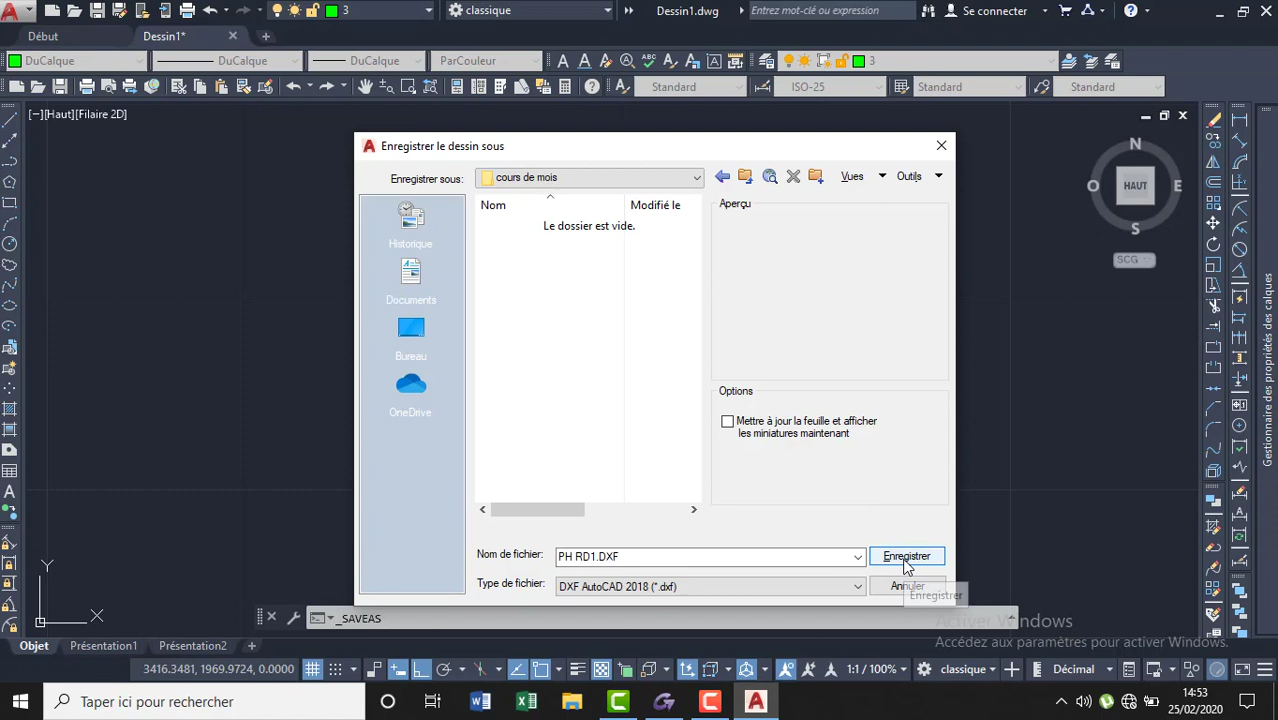 3
classique
Dessin1.dwg
Entrez mot-clé ou expression
Se connecter
Début
Dessin1*
DuCalque
DuCalque
DuCalque
ParCouleur
3
Standard
ISO-25
Standard
Standard
[−][Haut][Filaire 2D]
N
O
HAUT
E
S
SCG
Enregistrer le dessin sous
Enregistrer sous:
cours de mois
Vues
Outils
Nom
Modifié le
Aperçu
Le dossier est vide.
Historique
Documents
Bureau
OneDrive
Options
Mettre à jour la feuille et afficher
les miniatures maintenant
Nom de fichier:
PH RD1.DXF
Enregistrer
Type de fichier:
DXF AutoCAD 2018 (*.dxf)
Annuler
Enregistrer
Gestionnaire des propriétés des calques
Y
X
_SAVEAS
Activer Windows
Accédez aux paramètres pour activer Windows.
Objet
Présentation1
Présentation2
3416.3481, 1969.9724, 0.0000
1:1 / 100%
classique
Décimal
Taper ici pour rechercher
14:53
25/02/2020